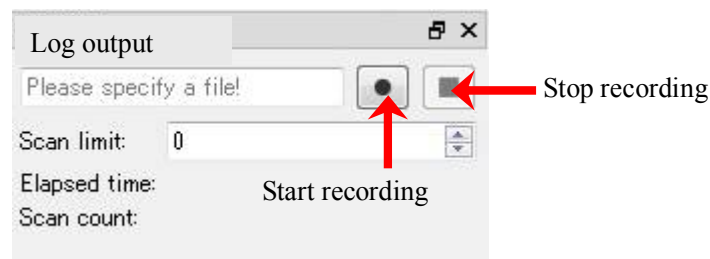 Log output
Please specify a file!
Stop recording
Scan limit: 0
Elapsed time:
Start recording
Scan count: